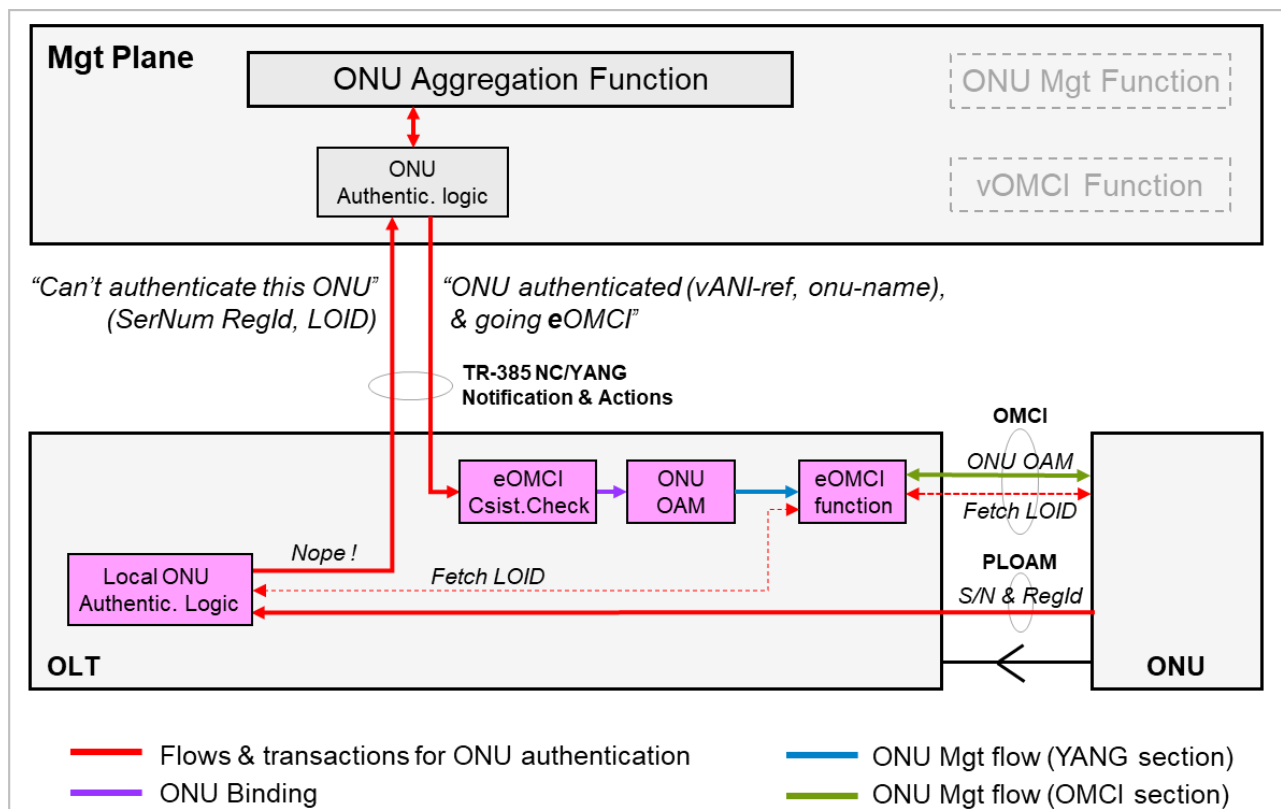 Mgt Plane
ONU Aggregation Function
ONU Mgt Function
ONU
Authentic. logic
vOMCI Function
“Can’t authenticate this ONU”
(SerNum RegId, LOID)
“ONU authenticated (vANI-ref, onu-name),
& going eOMCI”
TR-385 NC/YANG
Notification & Actions
OMCI
ONU OAM
Fetch LOID
eOMCI
Csist.Check
ONU
OAM
eOMCI
function
Nope !
Fetch LOID
Local ONU
Authentic. Logic
PLOAM
S/N & RegId
OLT
ONU
Flows & transactions for ONU authentication
ONU Binding
ONU Mgt flow (YANG section)
ONU Mgt flow (OMCI section)